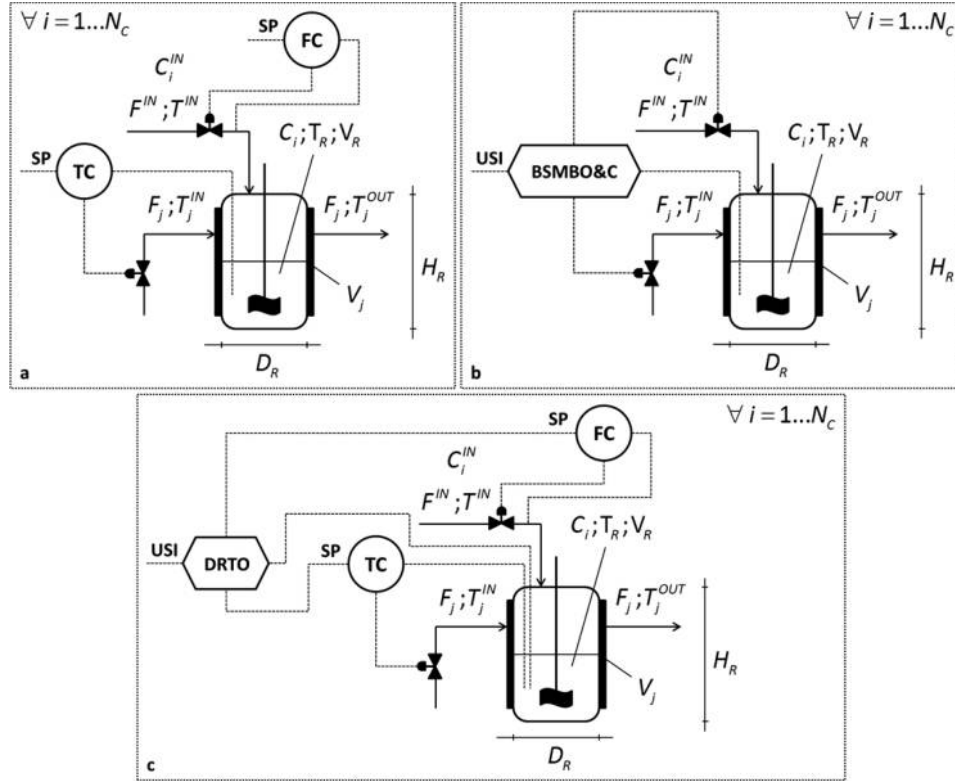 ∀ i = 1...N_C
SP
FC
C_i^{IN}
F^{IN} ; T^{IN}
C_i ; T_R ; V_R
SP
TC
F_j ; T_j^{IN}
F_j ; T_j^{OUT}
H_R
V_j
D_R
a
∀ i = 1...N_C
C_i^{IN}
F^{IN} ; T^{IN}
C_i ; T_R ; V_R
USI
BSMBO&C
F_j ; T_j^{IN}
F_j ; T_j^{OUT}
H_R
V_j
D_R
b
∀ i = 1...N_C
SP
FC
C_i^{IN}
F^{IN} ; T^{IN}
C_i ; T_R ; V_R
USI
DRTO
SP
TC
F_j ; T_j^{IN}
F_j ; T_j^{OUT}
H_R
V_j
D_R
c